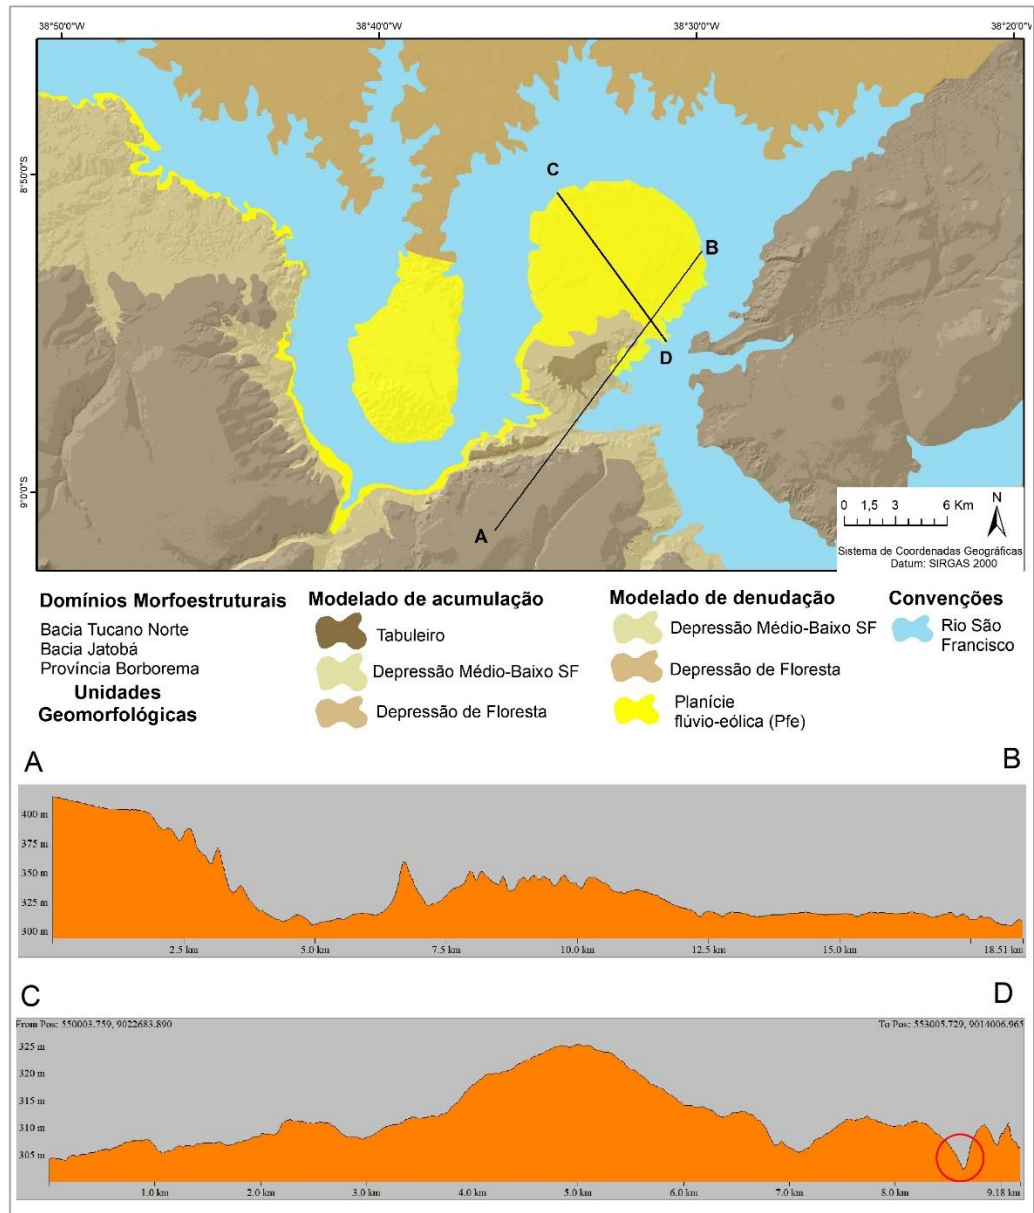 38°50'0"W 38°40'0"W 38°30'0"W 38°20'0"W
8°50'0"S
9°0'0"S
C
B
D
A
0 1,5 3 6 Km
N
Sistema de Coordenadas Geográficas
Datum: SIRGAS 2000
Domínios Morfoestruturais
Bacia Tucano Norte
Bacia Jatobá
Província Borborema
Unidades
Geomorfológicas
Modelado de acumulação
Tabuleiro
Depressão Médio-Baixo SF
Depressão de Floresta
Modelado de denudação
Depressão Médio-Baixo SF
Depressão de Floresta
Planície
flúvio-eólica (Pfe)
Convenções
Rio São
Francisco
A B
400 m
375 m
350 m
325 m
300 m
2.5 km 5.0 km 7.5 km 10.0 km 12.5 km 15.0 km 18.51 km
C D
From Pos: 550003.759, 9022683.890 To Pos: 553005.729, 9014006.965
325 m
320 m
315 m
310 m
305 m
1.0 km 2.0 km 3.0 km 4.0 km 5.0 km 6.0 km 7.0 km 8.0 km 9.18 km